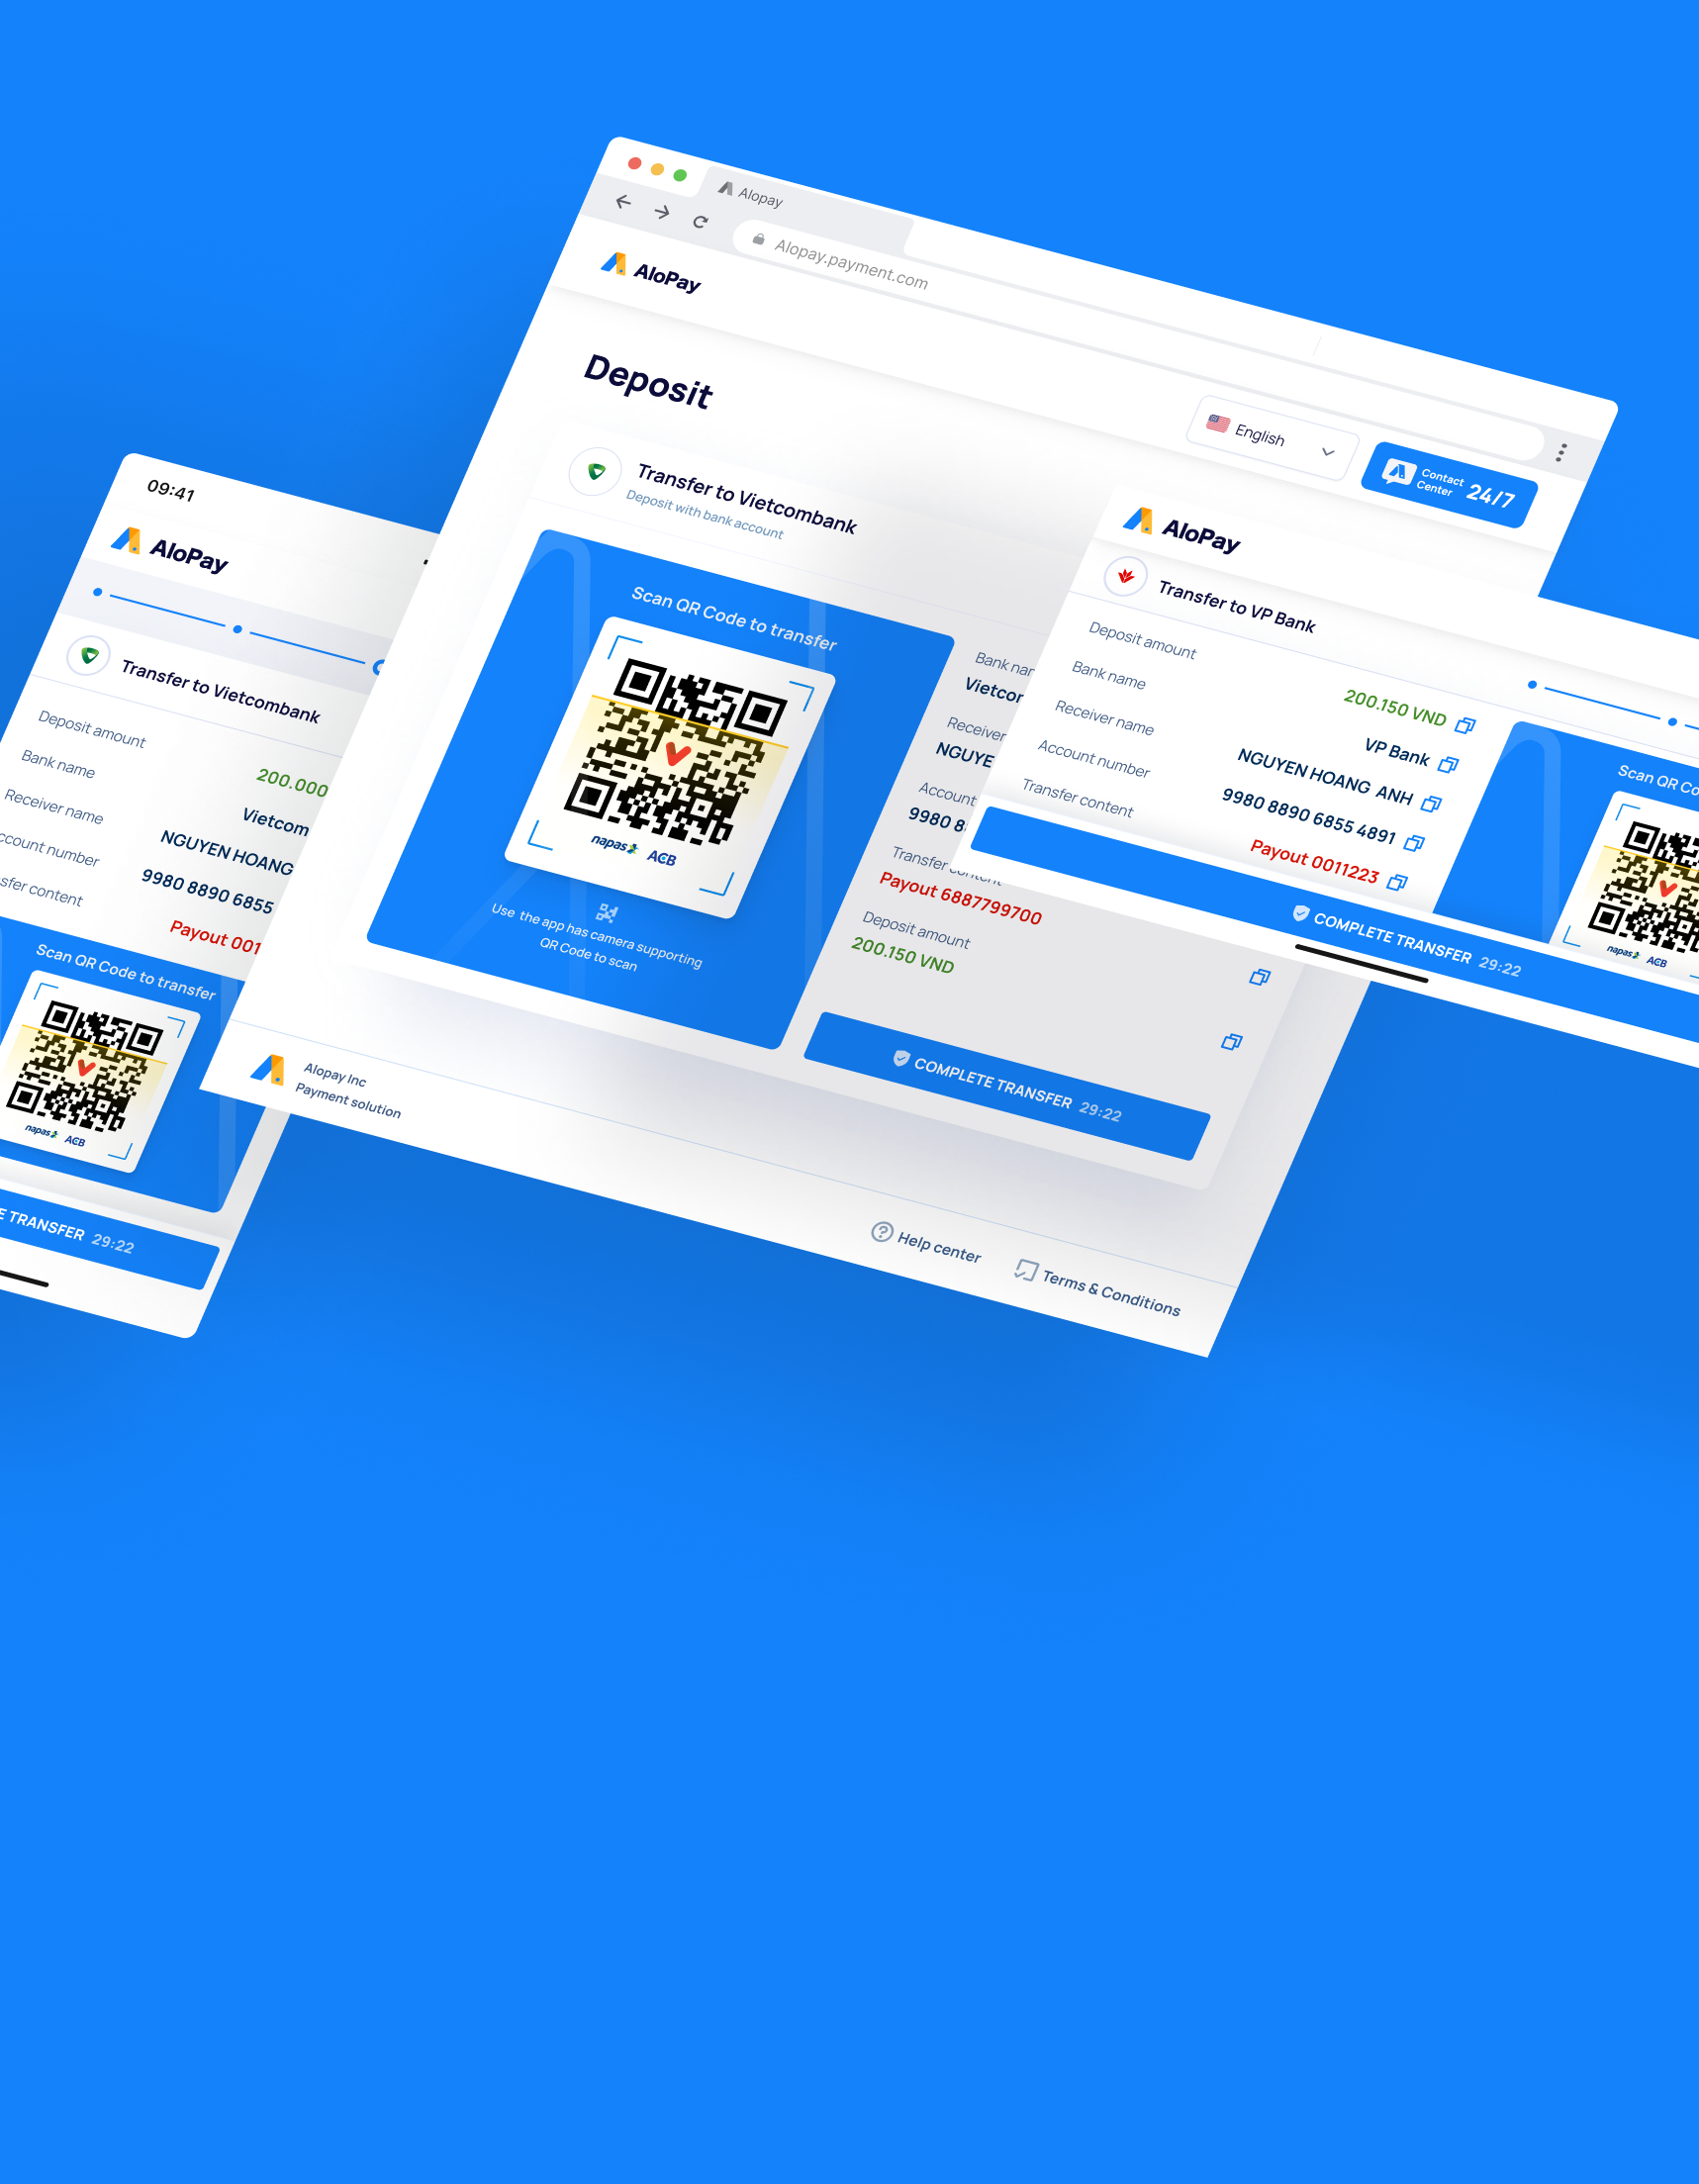 Alopay
Alopay.payment.com
AloPay
Deposit
English
Contact
Center
24/7
Transfer to Vietcombank
Deposit with bank account
Scan QR Code to transfer
napas
ACB
Use the app has camera supporting
QR Code to scan
Bank nar
Vietcor
Receiver
NGUYE
Account
9980 8
Transfer content
Payout 6887799700
Deposit amount
200.150 VND
COMPLETE TRANSFER 29:22
Alopay Inc
Payment solution
Help center
Terms & Conditions
09:41
AloPay
Transfer to Vietcombank
Deposit amount
200.000
Bank name
Vietcom
Receiver name
NGUYEN HOANG
ccount number
9980 8890 6855
sfer content
Payout 001
Scan QR Code to transfer
napas
ACB
E TRANSFER 29:22
AloPay
Transfer to VP Bank
Deposit amount
200.150 VND
Bank name
VP Bank
Receiver name
NGUYEN HOANG ANH
Account number
9980 8890 6855 4891
Transfer content
Payout 0011223
Scan QR Co
napas
ACB
COMPLETE TRANSFER 29:22